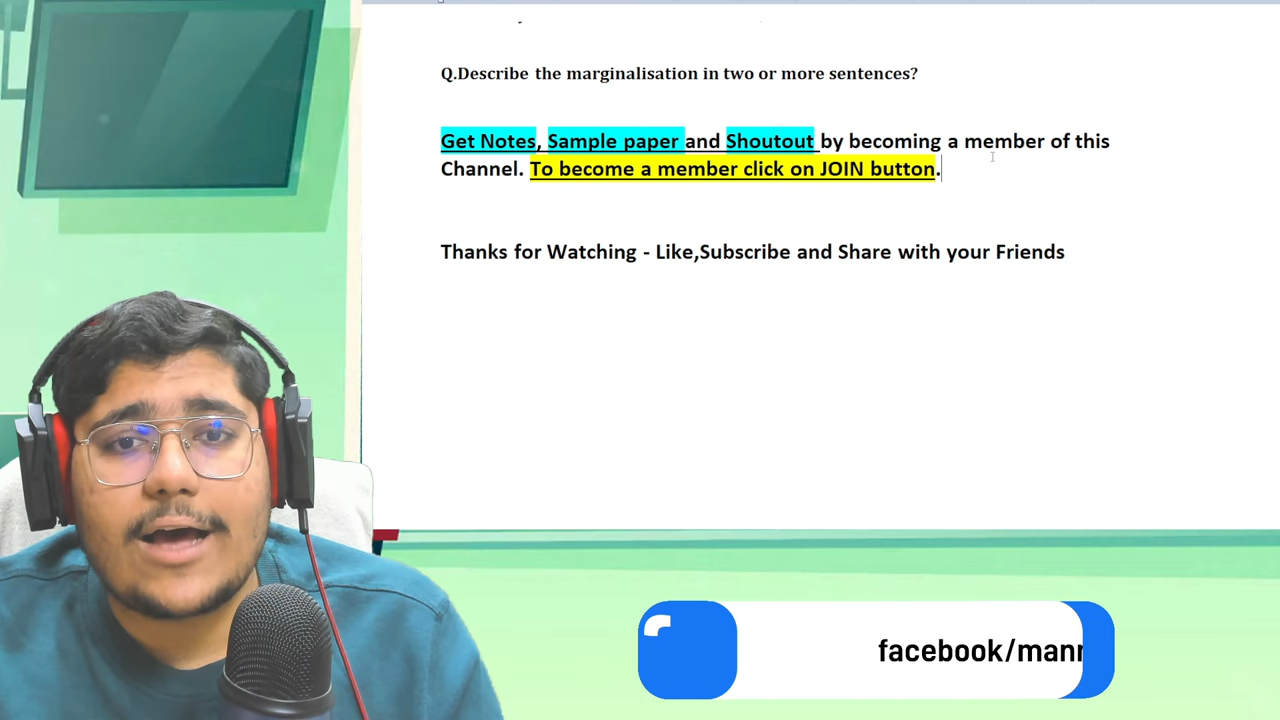 Q.Describe the marginalisation in two or more sentences?
Get Notes, Sample paper and Shoutout by becoming a member of this
Channel. To become a member click on JOIN button.
Thanks for Watching - Like,Subscribe and Share with your Friends
facebook/mann